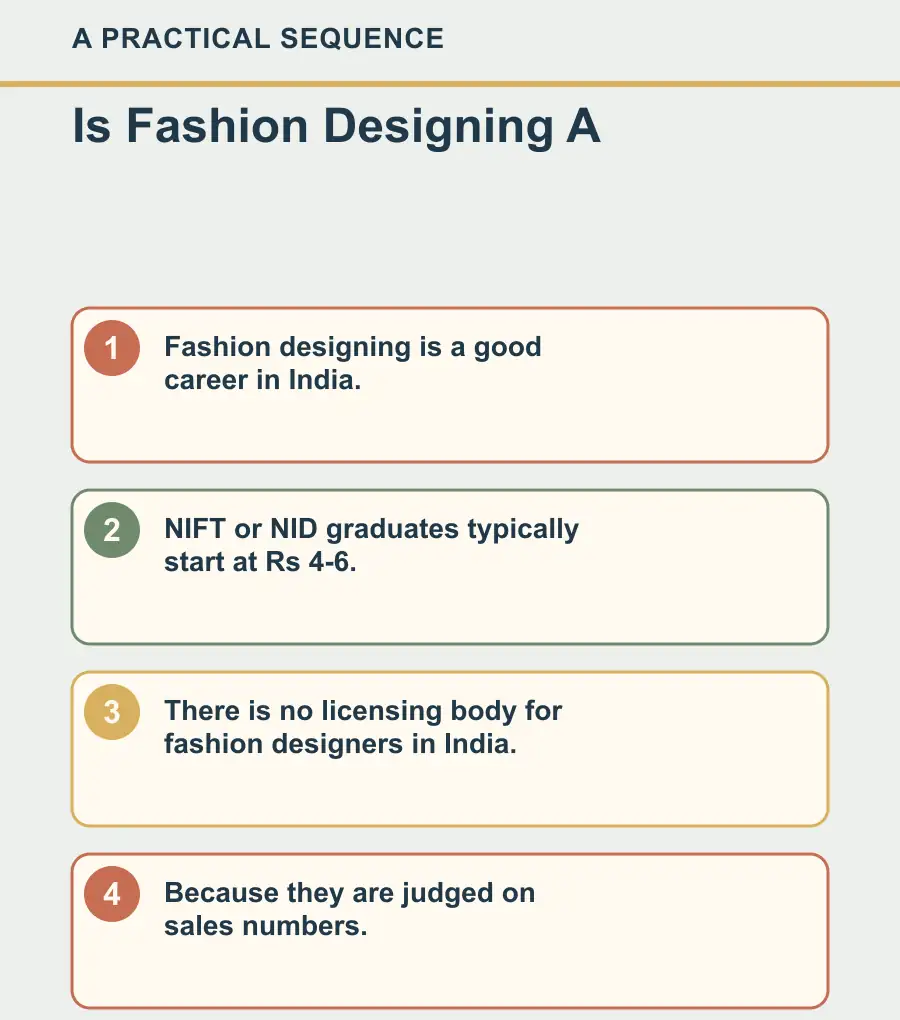 A PRACTICAL SEQUENCE
Is Fashion Designing A
1
Fashion designing is a good
career in India.
2
NIFT or NID graduates typically
start at Rs 4-6.
3
There is no licensing body for
fashion designers in India.
4
Because they are judged on
sales numbers.